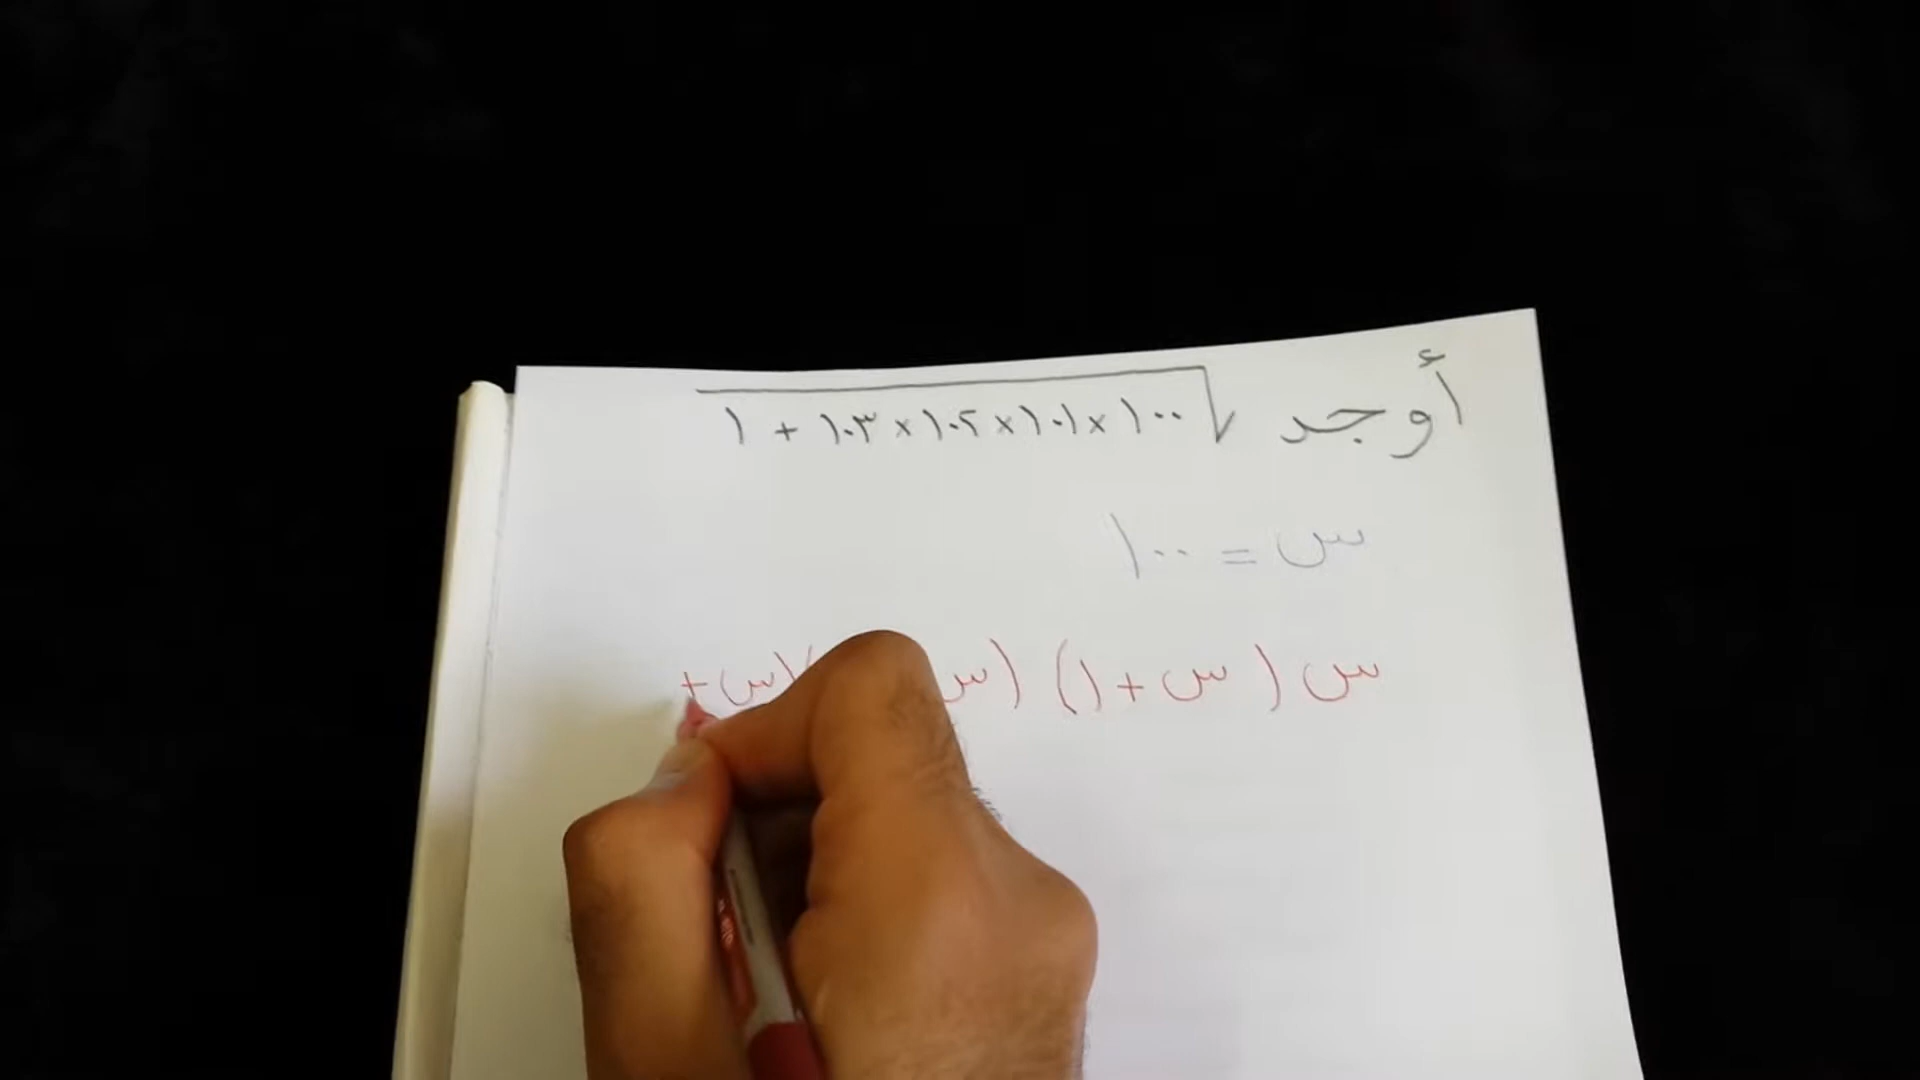 أوجد √١٠٠×١٠١×١٠٢×١٠٣ + ١
س = ١٠٠
س ( س + ١) (س )(س +